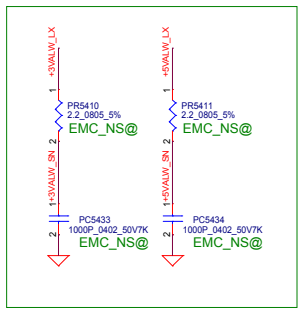 +3VALW_LX
1
PR5410
2.2_0805_5%
EMC_NS@
2
+3VALW_SN
1
PC5433
1000P_0402_50V7K
2
EMC_NS@
+5VALW_LX
1
PR5411
2.2_0805_5%
EMC_NS@
2
+5VALW_SN
1
PC5434
1000P_0402_50V7K
2
EMC_NS@